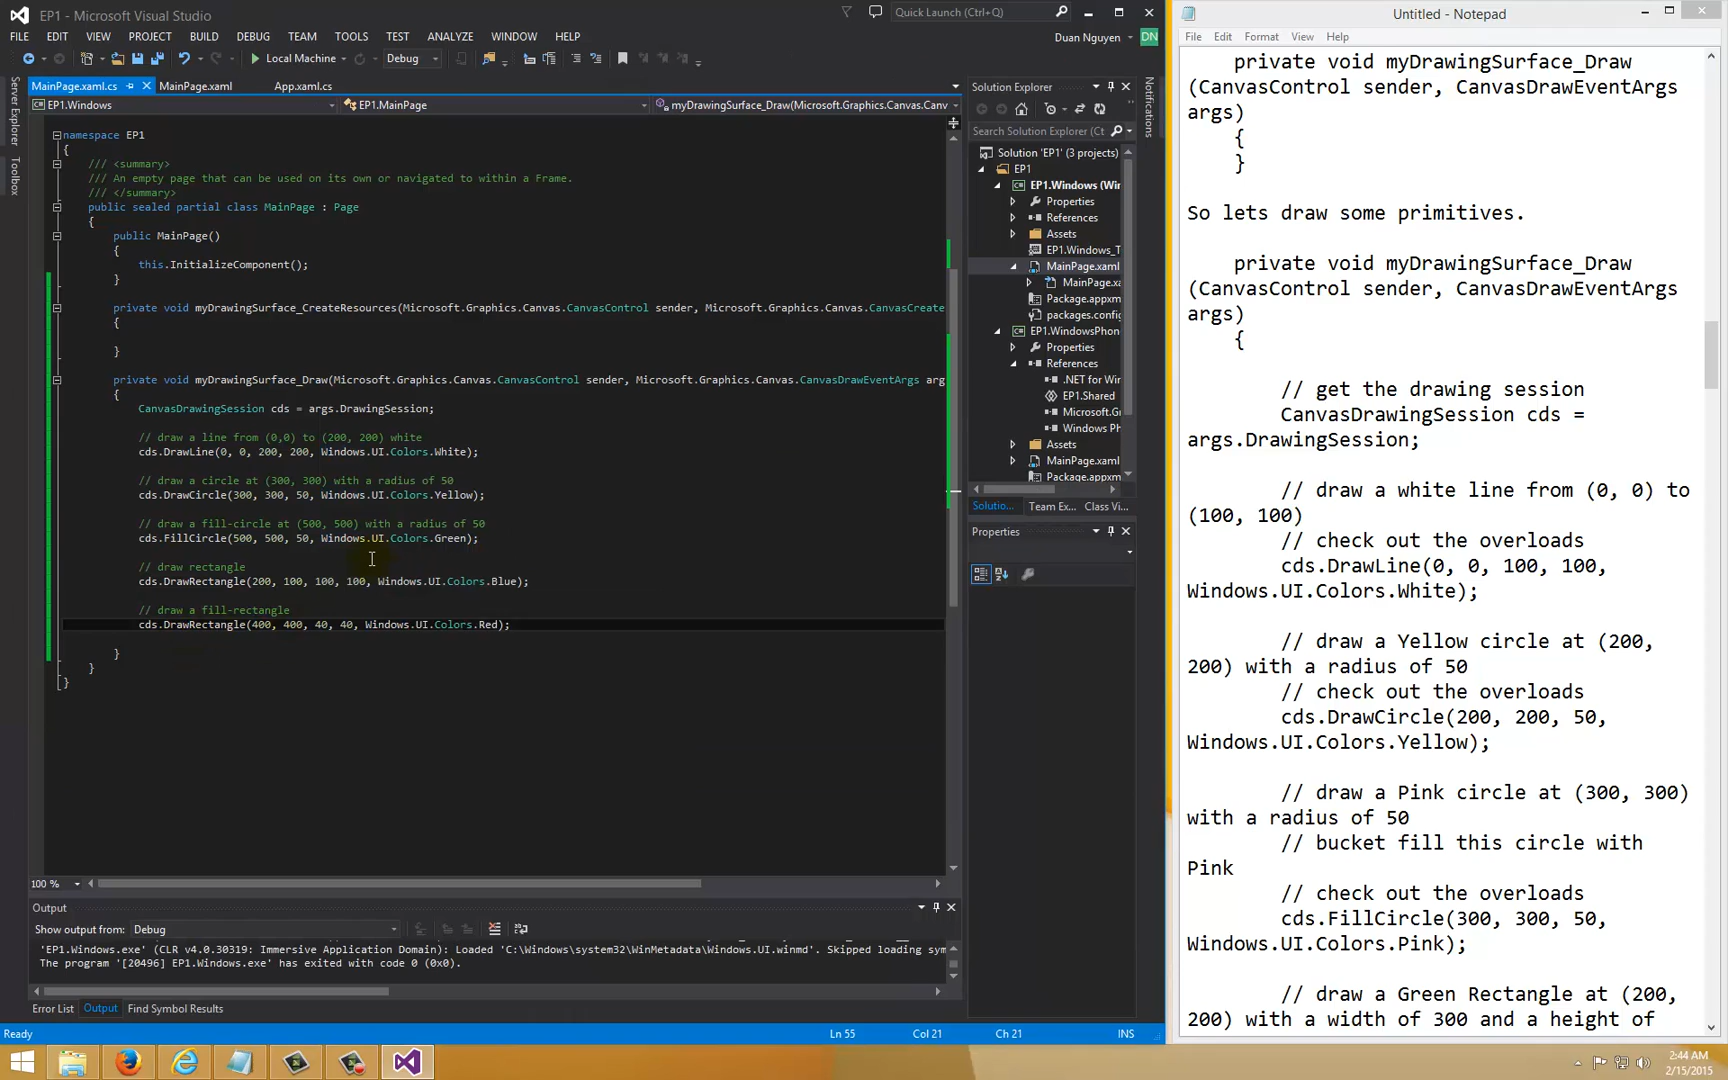 EP1 - Microsoft Visual Studio
Quick Launch (Ctrl+Q)
FILE EDIT VIEW PROJECT BUILD DEBUG TEAM TOOLS TEST ANALYZE WINDOW HELP
Duan Nguyen DN
Local Machine Debug
Server Explorer
Toolbox
MainPage.xaml.cs MainPage.xaml App.xaml.cs
EP1.Windows EP1.MainPage myDrawingSurface_Draw(Microsoft.Graphics.Canvas.Canv
namespace EP1
{
/// <summary>
/// An empty page that can be used on its own or navigated to within a Frame.
/// </summary>
public sealed partial class MainPage : Page
{
public MainPage()
{
this.InitializeComponent();
}
private void myDrawingSurface_CreateResources(Microsoft.Graphics.Canvas.CanvasControl sender, Microsoft.Graphics.Canvas.CanvasCreate
{
}
private void myDrawingSurface_Draw(Microsoft.Graphics.Canvas.CanvasControl sender, Microsoft.Graphics.Canvas.CanvasDrawEventArgs arg
{
CanvasDrawingSession cds = args.DrawingSession;
// draw a line from (0,0) to (200, 200) white
cds.DrawLine(0, 0, 200, 200, Windows.UI.Colors.White);
// draw a circle at (300, 300) with a radius of 50
cds.DrawCircle(300, 300, 50, Windows.UI.Colors.Yellow);
// draw a fill-circle at (500, 500) with a radius of 50
cds.FillCircle(500, 500, 50, Windows.UI.Colors.Green);
// draw rectangle
cds.DrawRectangle(200, 100, 100, 100, Windows.UI.Colors.Blue);
// draw a fill-rectangle
cds.DrawRectangle(400, 400, 40, 40, Windows.UI.Colors.Red);
}
}
}
100 %
Output
Show output from: Debug
'EP1.Windows.exe' (CLR v4.0.30319: Immersive Application Domain): Loaded 'C:\Windows\system32\WinMetadata\Windows.UI.winmd'. Skipped loading sym
The program '[20496] EP1.Windows.exe' has exited with code 0 (0x0).
Error List Output Find Symbol Results
Ready Ln 55 Col 21 Ch 21 INS
Solution Explorer
Search Solution Explorer (Ct
Solution 'EP1' (3 projects)
EP1
EP1.Windows (Win
Properties
References
Assets
EP1.Windows_T
MainPage.xaml
MainPage.xa
Package.appxm
packages.config
EP1.WindowsPhon
Properties
References
.NET for Wir
EP1.Shared
Microsoft.Gr
Windows Ph
Assets
MainPage.xaml
Package.appxm
Solutio... Team Ex... Class Vi...
Properties
Notifications
Untitled - Notepad
File Edit Format View Help
private void myDrawingSurface_Draw
(CanvasControl sender, CanvasDrawEventArgs
args)
{
}
So lets draw some primitives.
private void myDrawingSurface_Draw
(CanvasControl sender, CanvasDrawEventArgs
args)
{
// get the drawing session
CanvasDrawingSession cds =
args.DrawingSession;
// draw a white line from (0, 0) to
(100, 100)
// check out the overloads
cds.DrawLine(0, 0, 100, 100,
Windows.UI.Colors.White);
// draw a Yellow circle at (200,
200) with a radius of 50
// check out the overloads
cds.DrawCircle(200, 200, 50,
Windows.UI.Colors.Yellow);
// draw a Pink circle at (300, 300)
with a radius of 50
// bucket fill this circle with
Pink
// check out the overloads
cds.FillCircle(300, 300, 50,
Windows.UI.Colors.Pink);
// draw a Green Rectangle at (200,
200) with a width of 300 and a height of
2:44 AM
2/15/2015